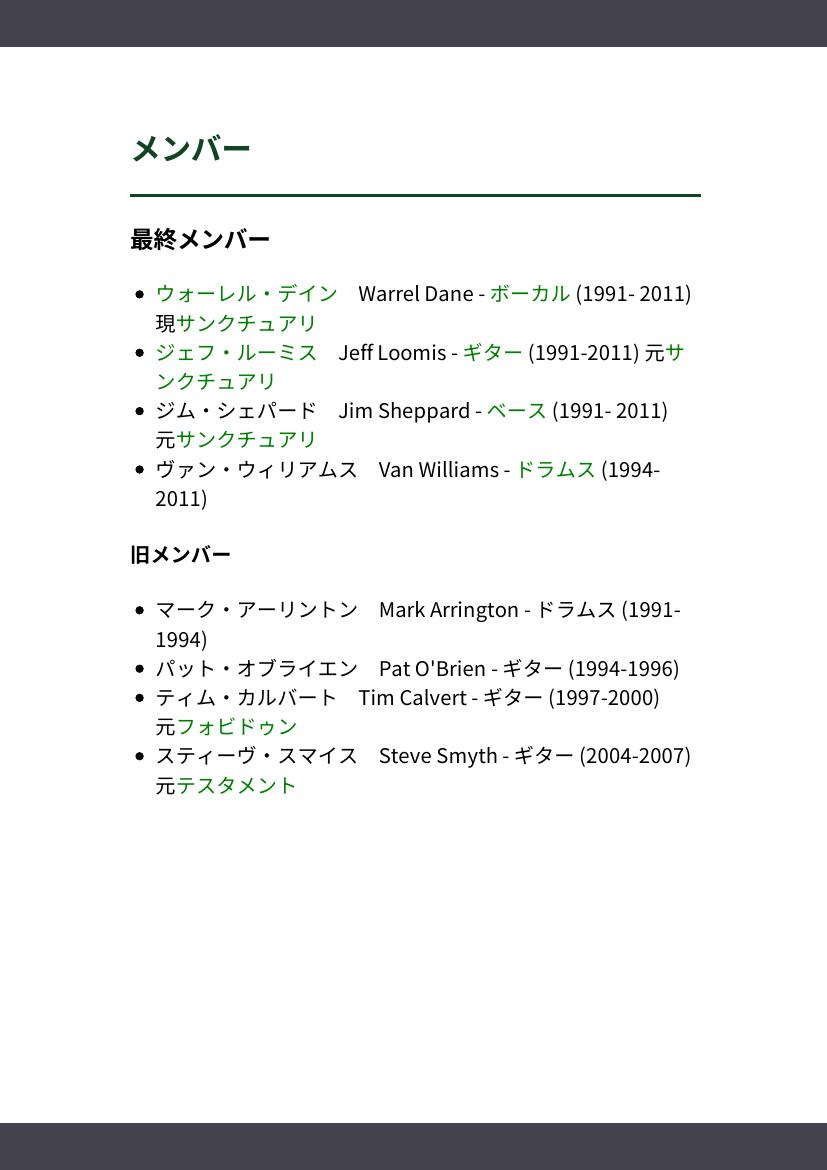 メンバー
最終メンバー
ウォーレル・デイン　Warrel Dane - ボーカル (1991- 2011)
現サンクチュアリ
ジェフ・ルーミス　Jeff Loomis - ギター (1991-2011) 元サ
ンクチュアリ
ジム・シェパード　Jim Sheppard - ベース (1991- 2011)
元サンクチュアリ
ヴァン・ウィリアムス　Van Williams - ドラムス (1994-
2011)
旧メンバー
マーク・アーリントン　Mark Arrington - ドラムス (1991-
1994)
パット・オブライエン　Pat O'Brien - ギター (1994-1996)
ティム・カルバート　Tim Calvert - ギター (1997-2000)
元フォビドゥン
スティーヴ・スマイス　Steve Smyth - ギター (2004-2007)
元テスタメント